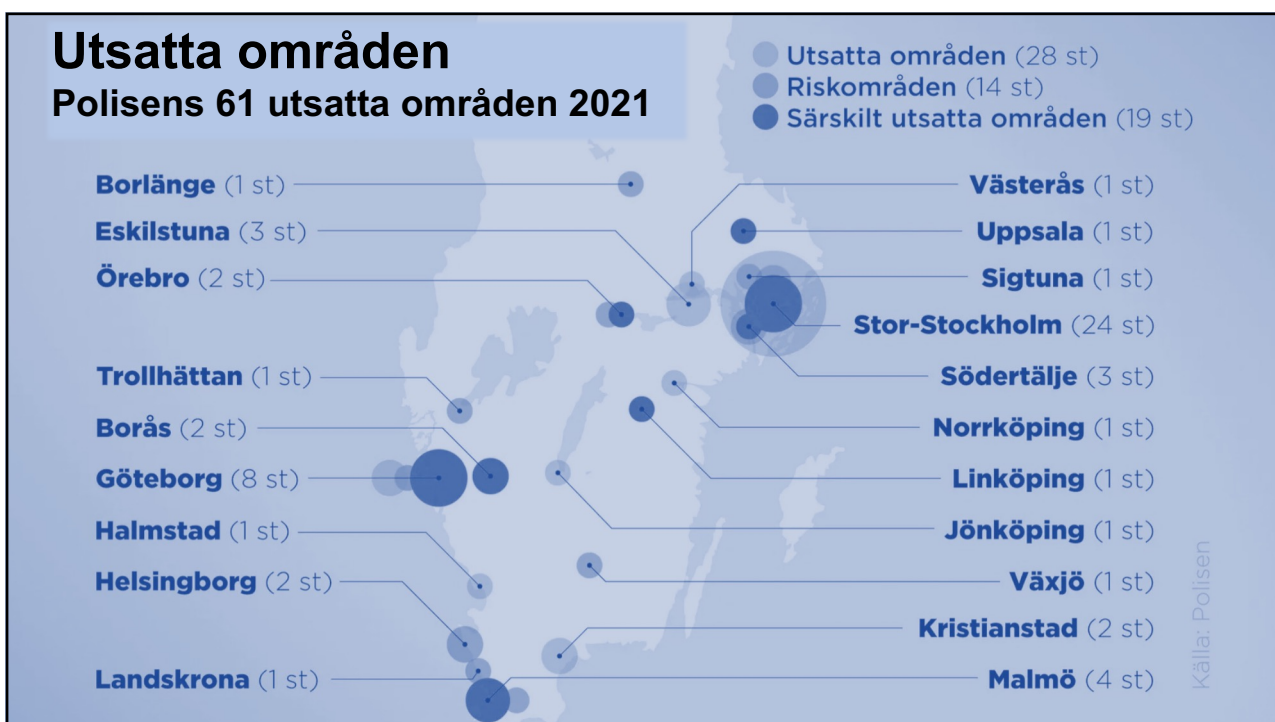 Utsatta områden
Polisens 61 utsatta områden 2021
Utsatta områden (28 st)
Riskområden (14 st)
Särskilt utsatta områden (19 st)
Borlänge (1 st)
Eskilstuna (3 st)
Örebro (2 st)
Trollhättan (1 st)
Borås (2 st)
Göteborg (8 st)
Halmstad (1 st)
Helsingborg (2 st)
Landskrona (1 st)
Västerås (1 st)
Uppsala (1 st)
Sigtuna (1 st)
Stor-Stockholm (24 st)
Södertälje (3 st)
Norrköping (1 st)
Linköping (1 st)
Jönköping (1 st)
Växjö (1 st)
Kristianstad (2 st)
Malmö (4 st)
Källa: Polisen